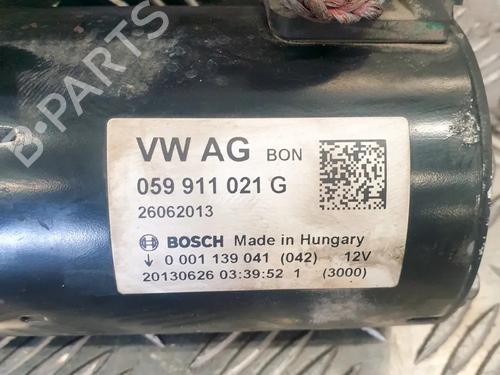 B-PARTS
VW AG BON
059 911 021 G
26062013
BOSCH Made in Hungary
↓ 0 001 139 041 (042) 12V
20130626 03:39:52 1 (3000)